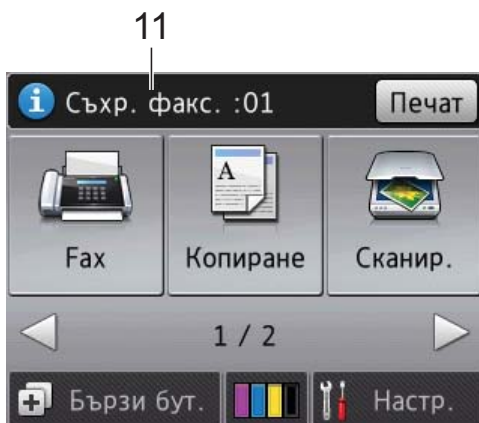 11
Съхр. факс. :01 Печат
Fax Копиране Сканир.
1 / 2
Бързи бут. Настр.